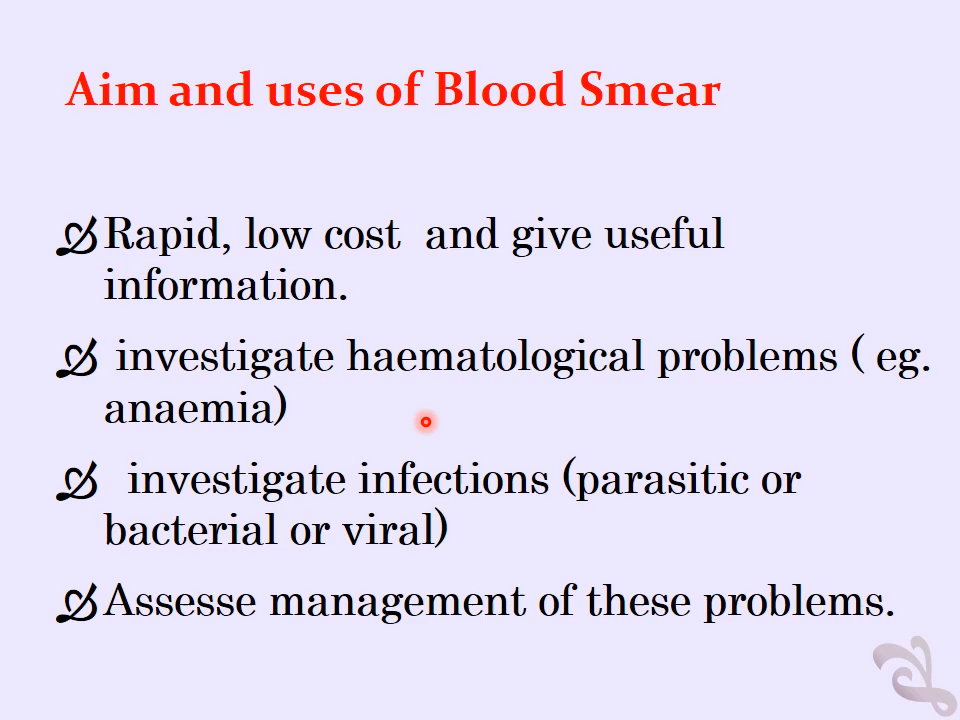 Aim and uses of Blood Smear
Rapid, low cost and give useful
information.
investigate haematological problems ( eg.
anaemia)
investigate infections (parasitic or
bacterial or viral)
Assesse management of these problems.